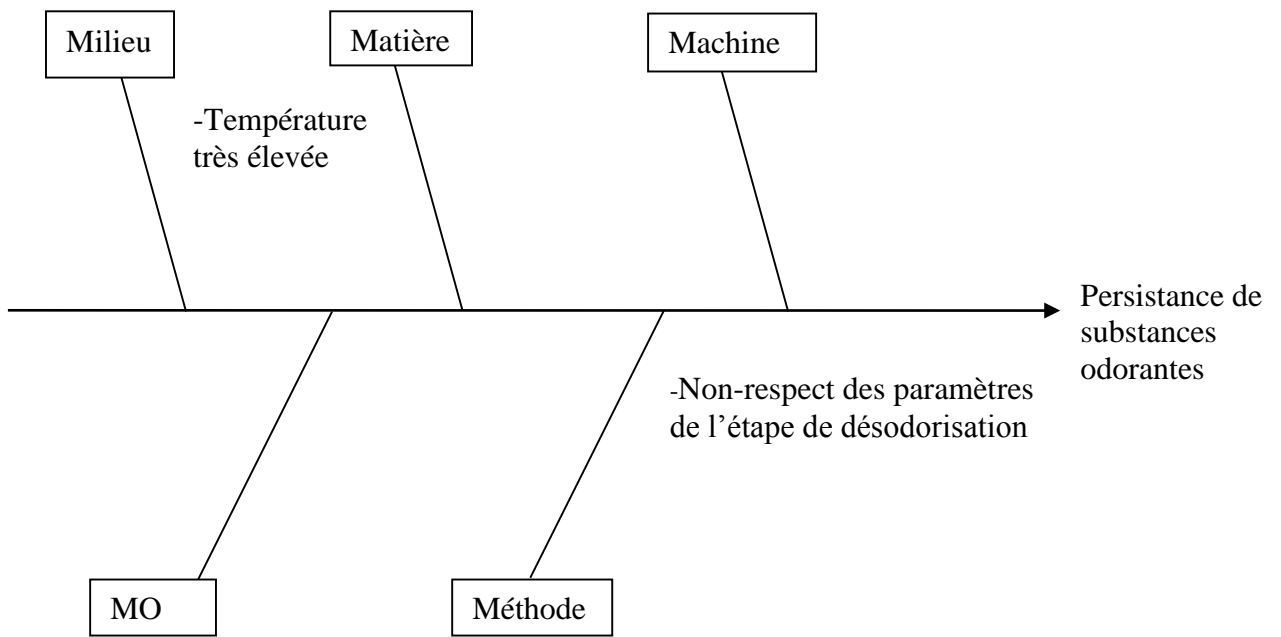 Milieu
Matière
Machine
-Température
très élevée
Persistance de
substances
odorantes
-Non-respect des paramètres
de l’étape de désodorisation
MO
Méthode